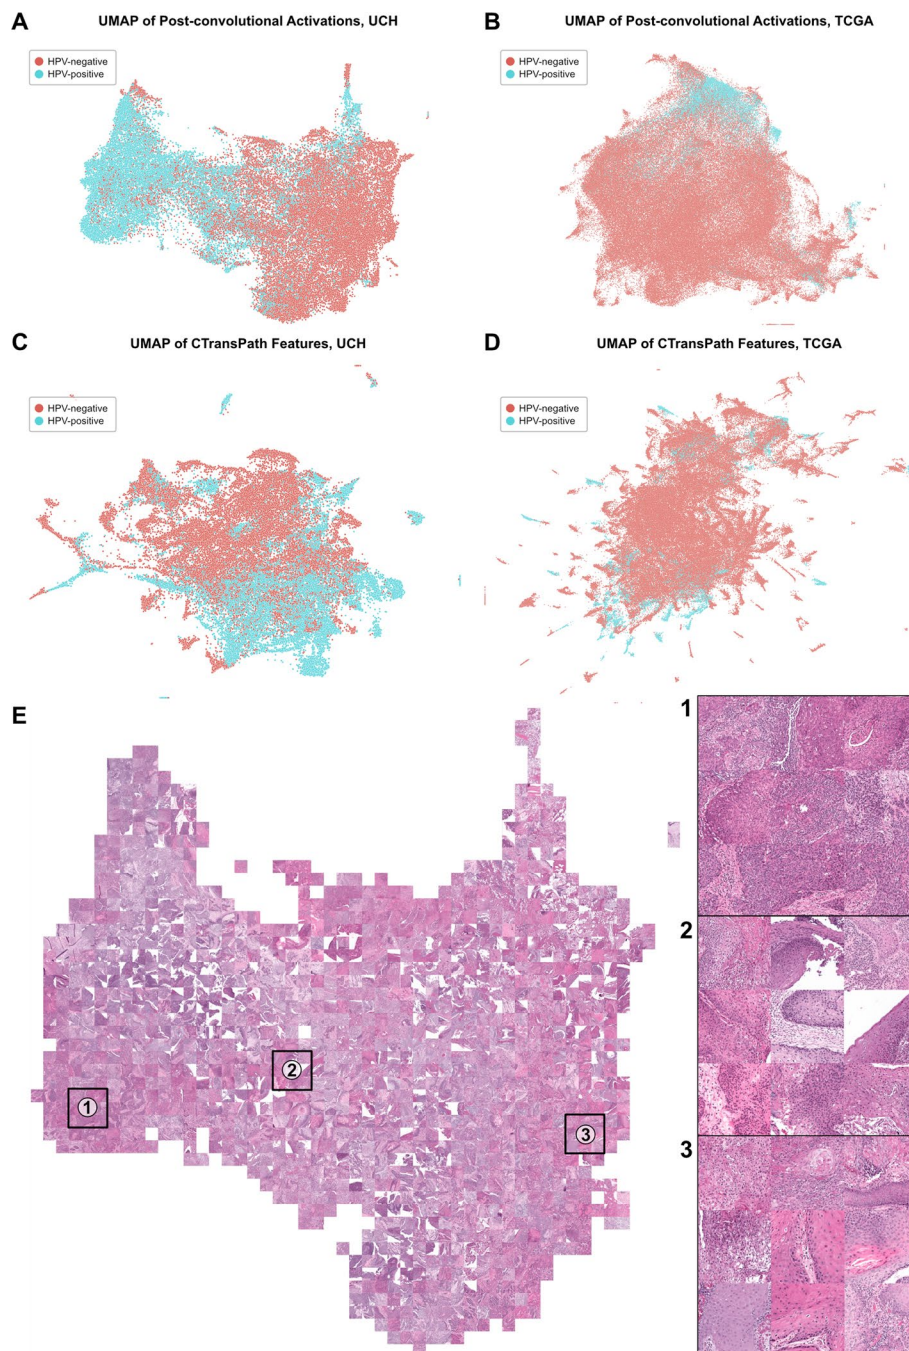 A
UMAP of Post-convolutional Activations, UCH
HPV-negative
HPV-positive
B
UMAP of Post-convolutional Activations, TCGA
HPV-negative
HPV-positive
C
UMAP of CTransPath Features, UCH
HPV-negative
HPV-positive
D
UMAP of CTransPath Features, TCGA
HPV-negative
HPV-positive
E
1
2
3
1
2
3